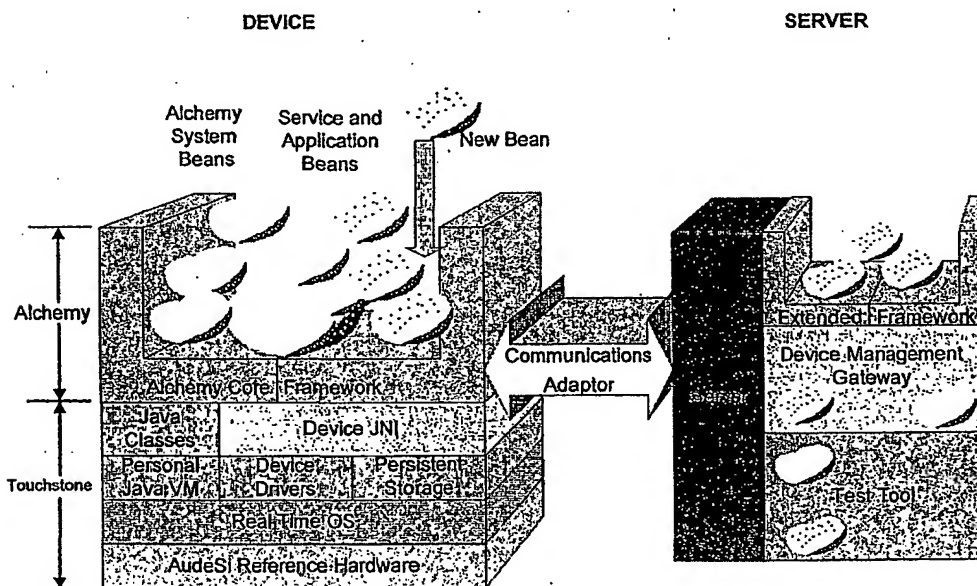 DEVICE
SERVER
Alchemy
System
Beans
Service and
Application
Beans
New Bean
Alchemy
Alchemy Core Framework
Communications
Adaptor
Extended Framework
Device Management
Gateway
Test Tool
Touchstone
Java
Classes
Device JNI
Personal
Java VM
Device
Drivers
Persistent
Storage
Real Time OS
AudeSI Reference Hardware